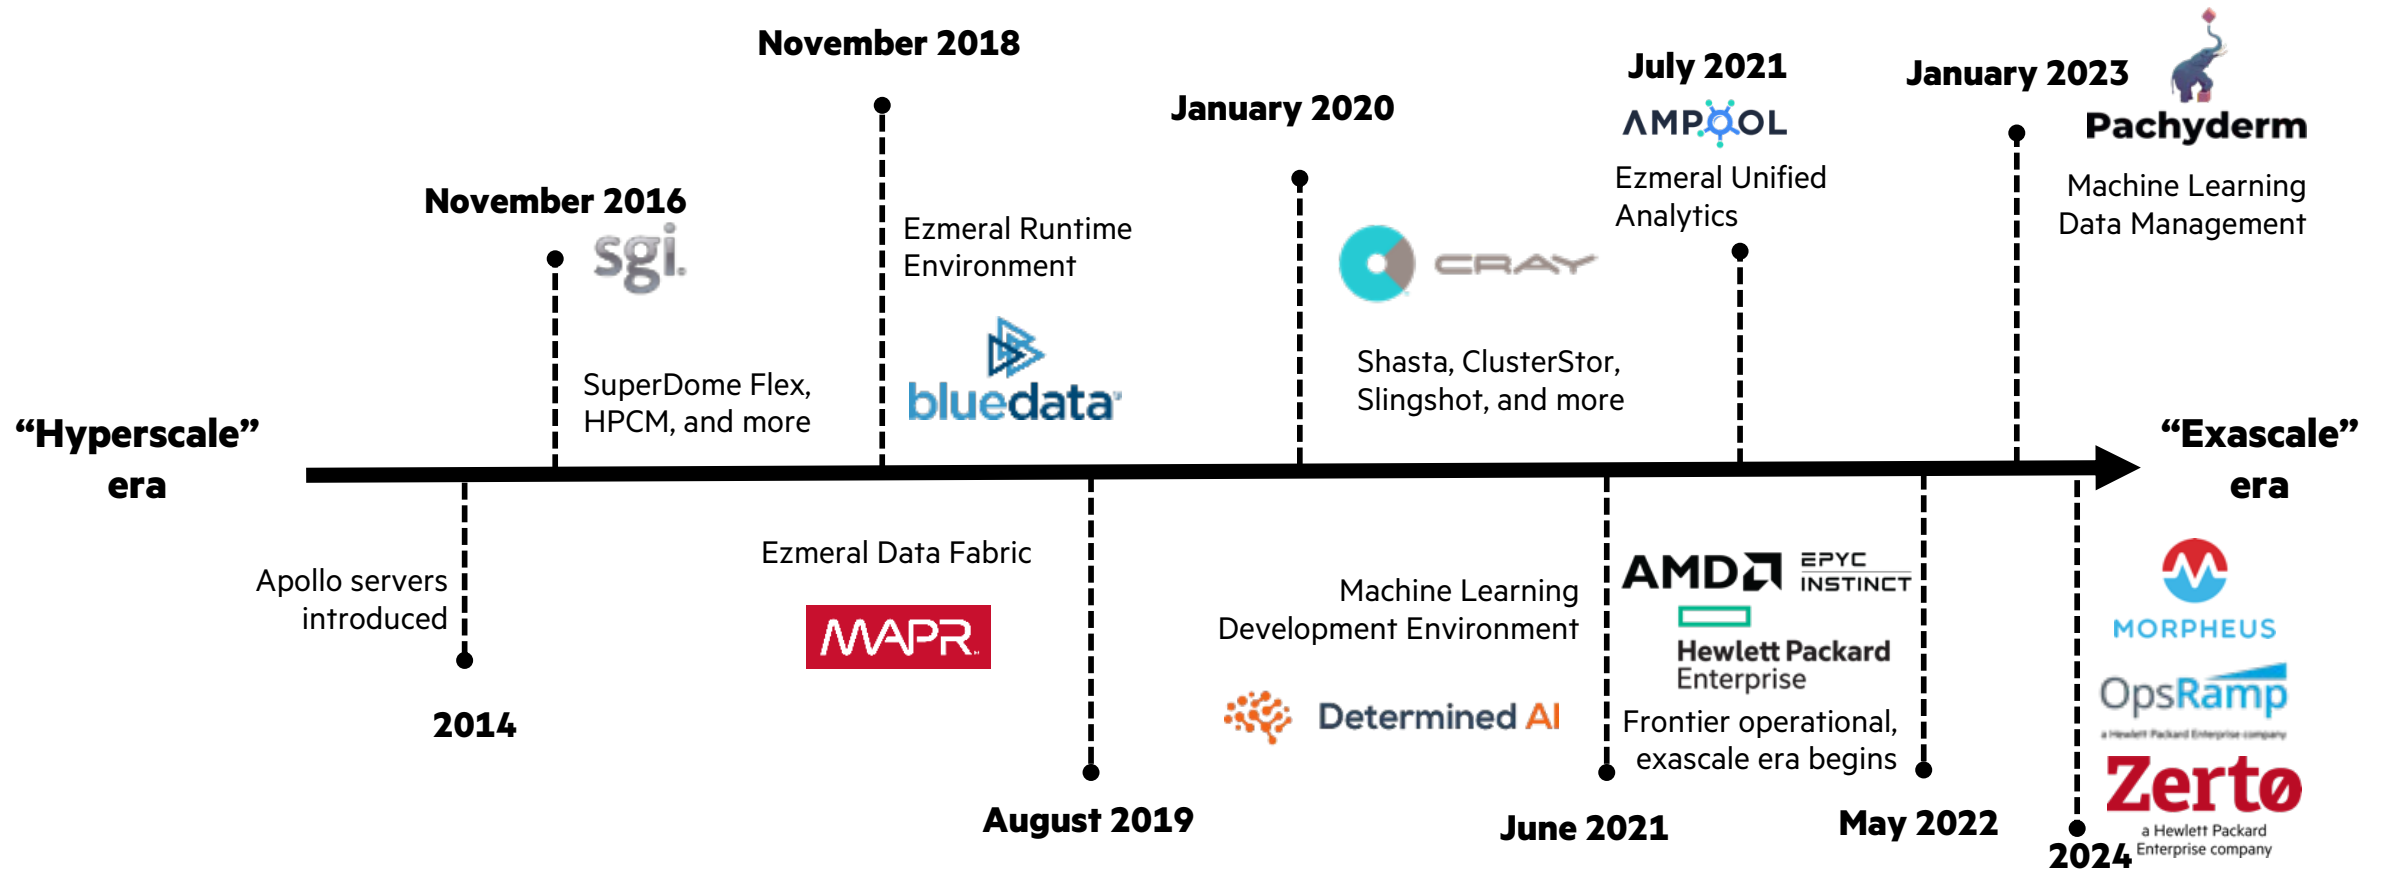 "Hyperscale"
era
2014
Apollo servers
introduced
November 2016
sgi.
SuperDome Flex,
HPCM, and more
November 2018
Ezmeral Runtime
Environment
bluedata
August 2019
Ezmeral Data Fabric
MAPR
January 2020
CRAY
Shasta, ClusterStor,
Slingshot, and more
June 2021
Machine Learning
Development Environment
Determined AI
July 2021
AMPOOL
Ezmeral Unified
Analytics
May 2022
AMD EPYC
INSTINCT
Hewlett Packard
Enterprise
Frontier operational,
exascale era begins
January 2023
Pachyderm
Machine Learning
Data Management
2024
MORPHEUS
OpsRamp
a Hewlett Packard Enterprise company
Zerto
a Hewlett Packard
Enterprise company
"Exascale"
era